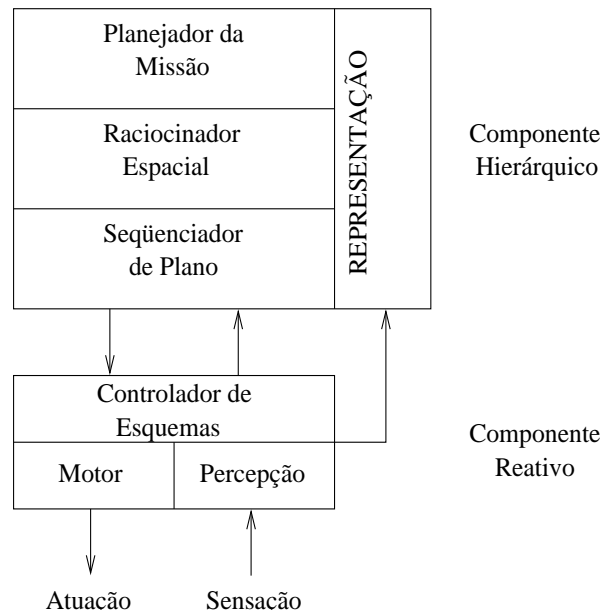 Planejador da
Missão
Raciocinador
Espacial
Seqüenciador
de Plano
REPRESENTAÇÃO
Componente
Hierárquico
Controlador de
Esquemas
Motor
Percepção
Componente
Reativo
Atuação
Sensação